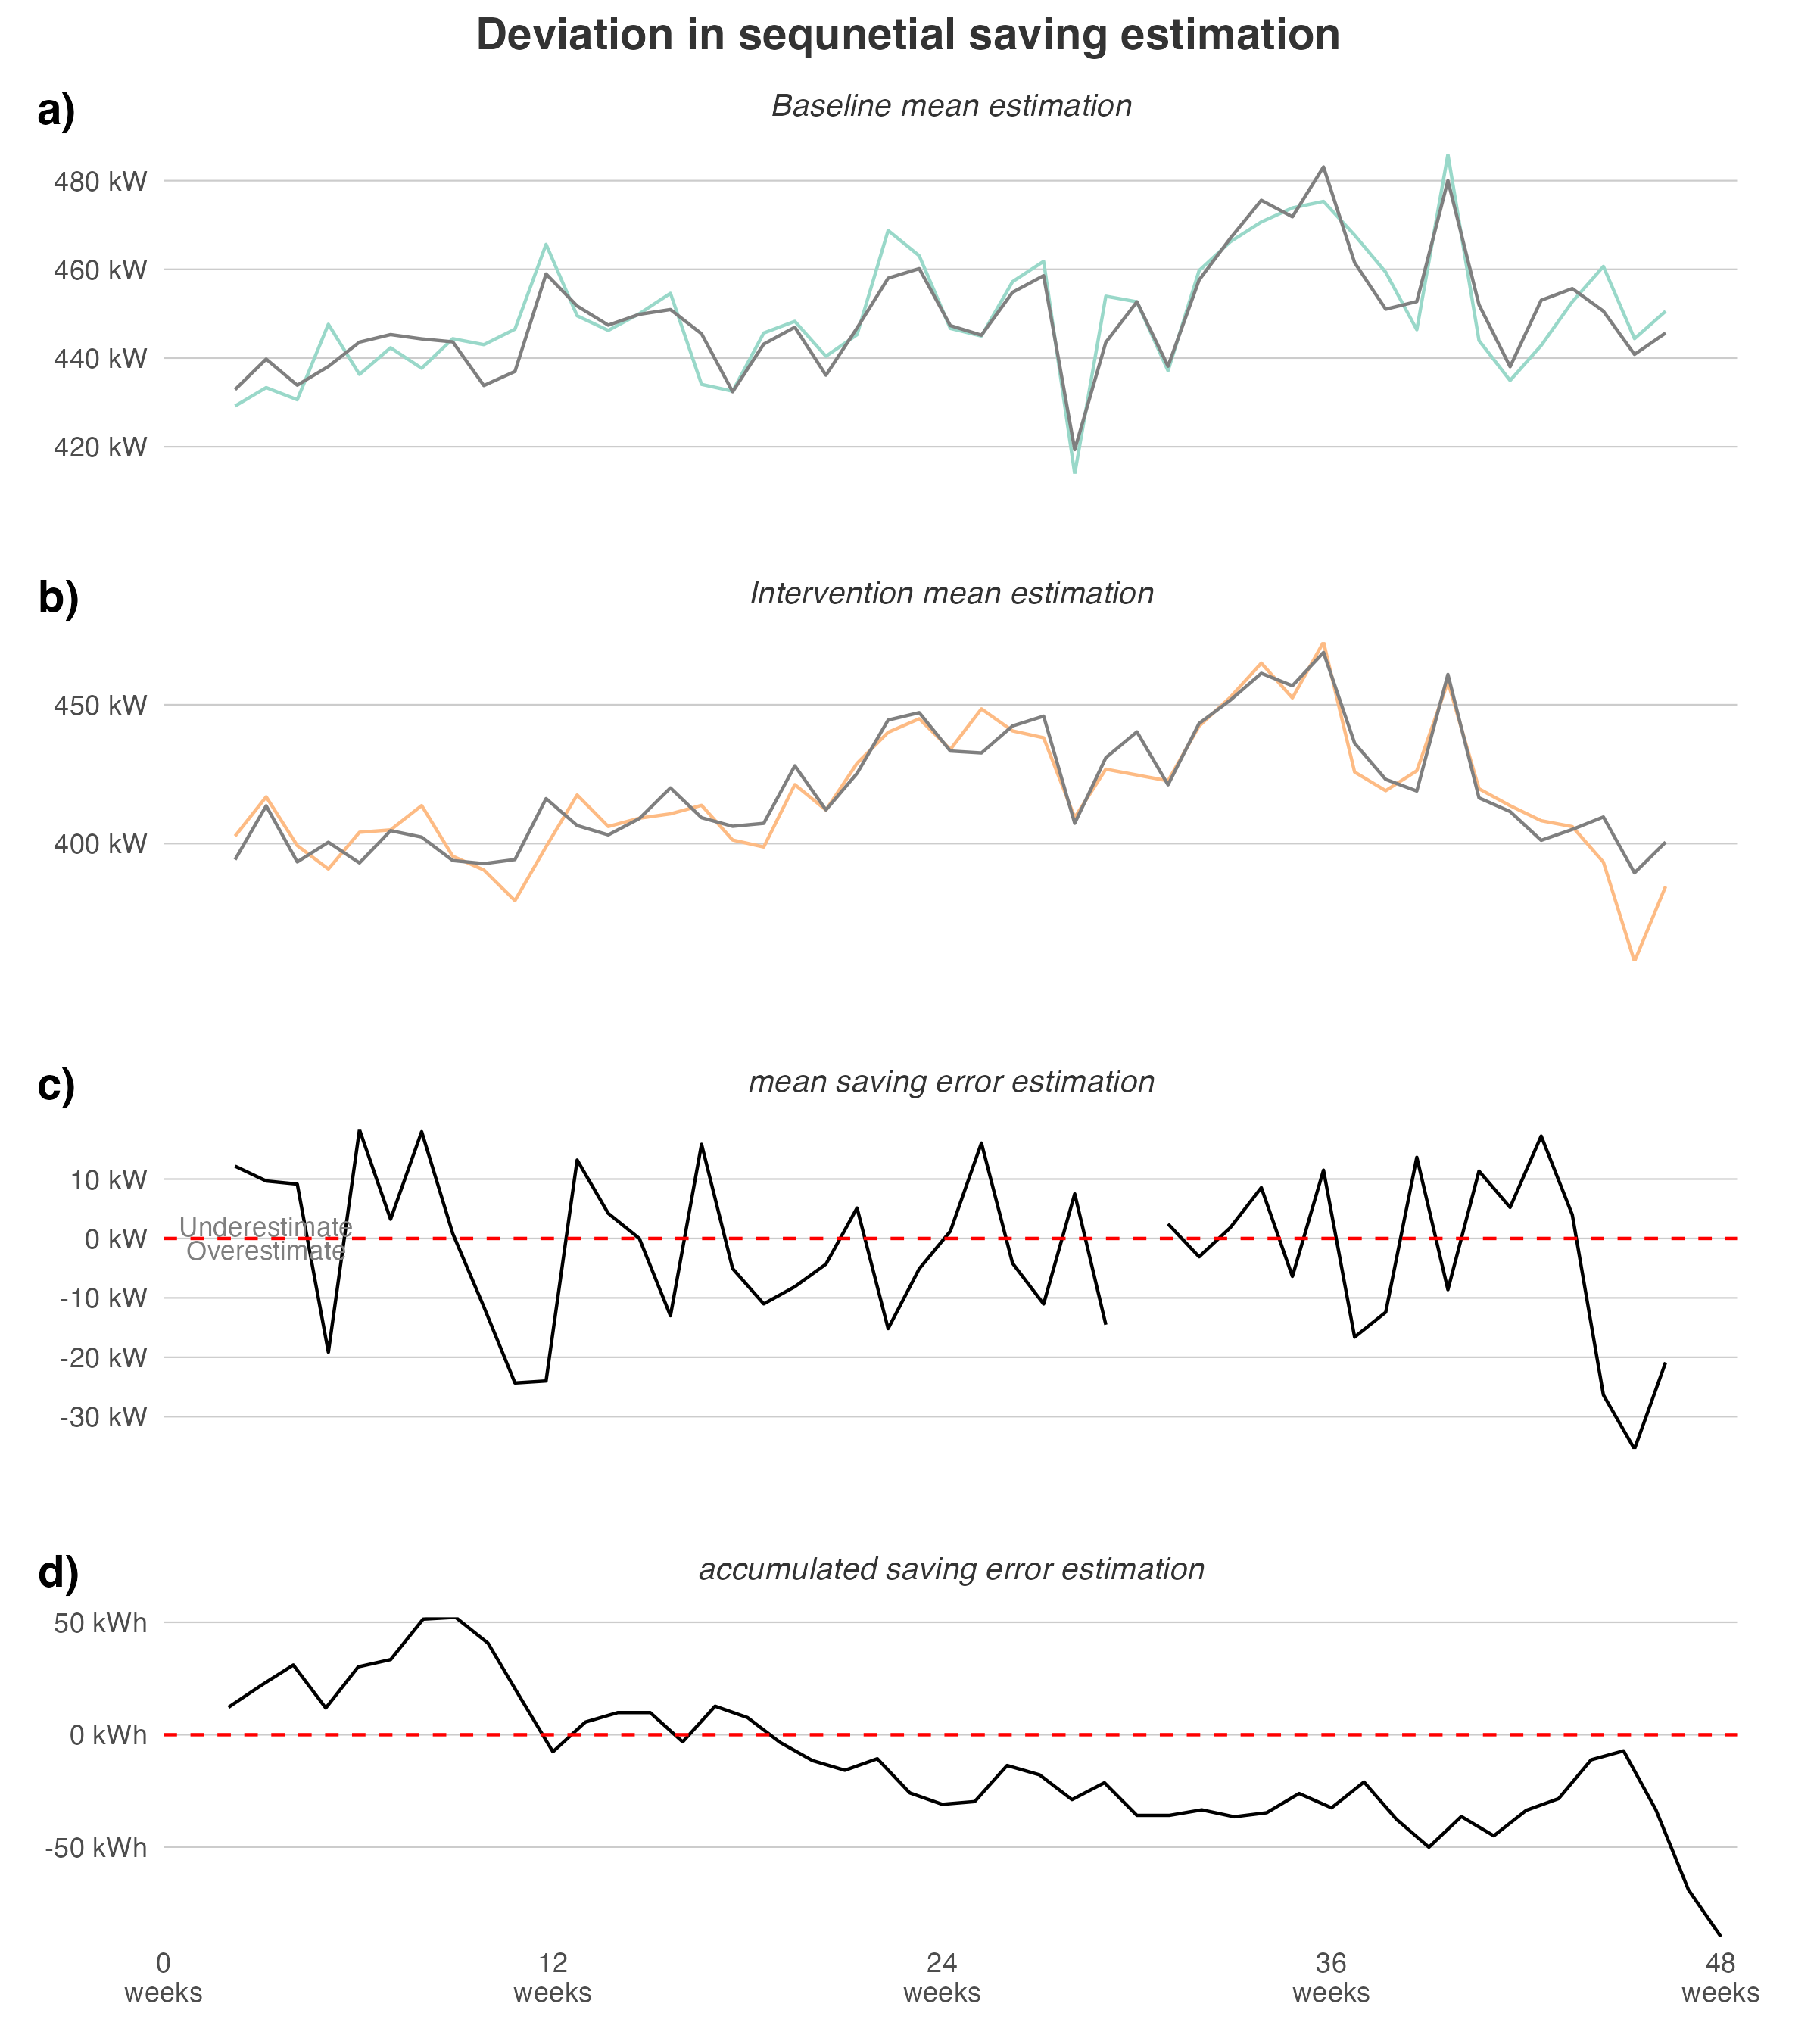 Deviation in sequnetial saving estimation
a)
Baseline mean estimation
480 kW
460 kW
440 kW
420 kW
b)
Intervention mean estimation
450 kW
400 kW
c)
mean saving error estimation
10 kW
Underestimate
0 kW
Overestimate
-10 kW
-20 kW
-30 kW
d)
accumulated saving error estimation
50 kWh
0 kWh
-50 kWh
0 12 24 36 48
weeks weeks weeks weeks weeks